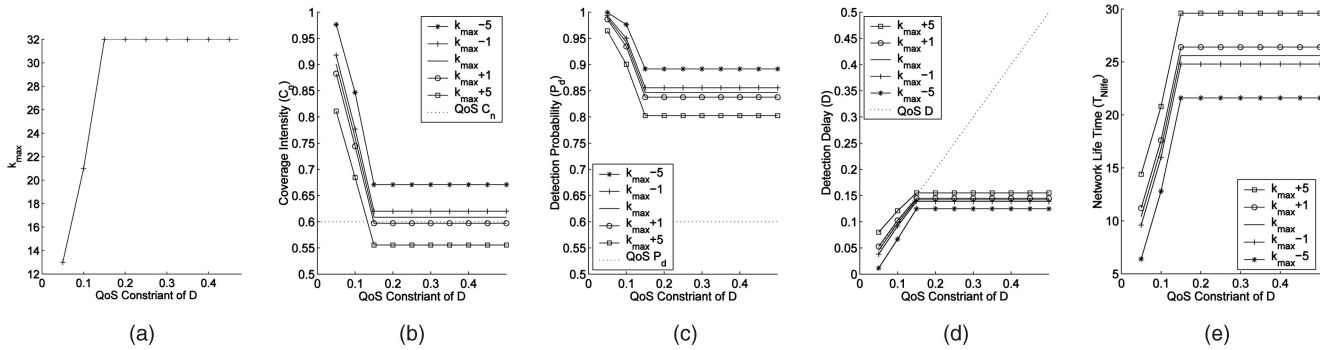 32
30
28
26
24
22
20
18
16
14
12
k_max
0
0.1
0.2
0.3
0.4
QoS Constriant of D
(a)
1
0.95
0.9
0.85
0.8
0.75
0.7
0.65
0.6
0.55
0.5
Coverage Intensity (C_n)
k_max−5
k_max−1
k_max
k_max+1
k_max+5
QoS C_n
0
0.1
0.2
0.3
0.4
0.5
QoS Constriant of D
(b)
1
0.95
0.9
0.85
0.8
0.75
0.7
0.65
0.6
0.55
0.5
Detection Probability (P_d)
k_max−5
k_max−1
k_max
k_max+1
k_max+5
QoS P_d
0
0.1
0.2
0.3
0.4
0.5
QoS Constriant of D
(c)
0.5
0.45
0.4
0.35
0.3
0.25
0.2
0.15
0.1
0.05
0
Detection Delay (D)
k_max+5
k_max+1
k_max
k_max−1
k_max−5
QoS D
0
0.1
0.2
0.3
0.4
0.5
QoS Constriant of D
(d)
30
25
20
15
10
5
Network Life Time (T_Nlife)
k_max+5
k_max+1
k_max
k_max−1
k_max−5
0
0.1
0.2
0.3
0.4
0.5
QoS Constriant of D
(e)